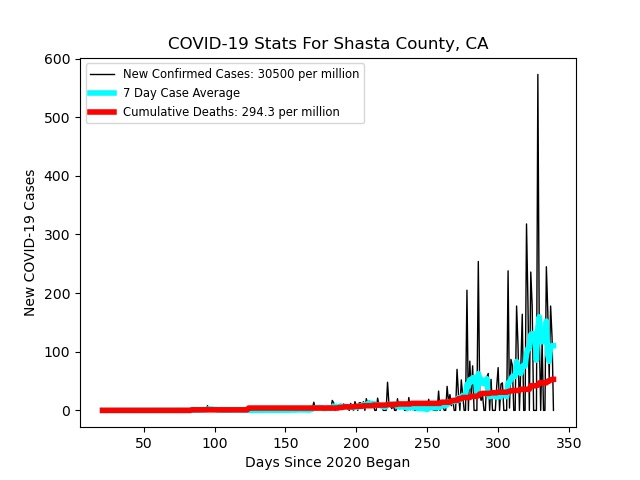 COVID-19 Stats For Shasta County, CA
New Confirmed Cases: 30500 per million
7 Day Case Average
Cumulative Deaths: 294.3 per million
600
500
400
300
200
100
0
New COVID-19 Cases
50 100 150 200 250 300 350
Days Since 2020 Began